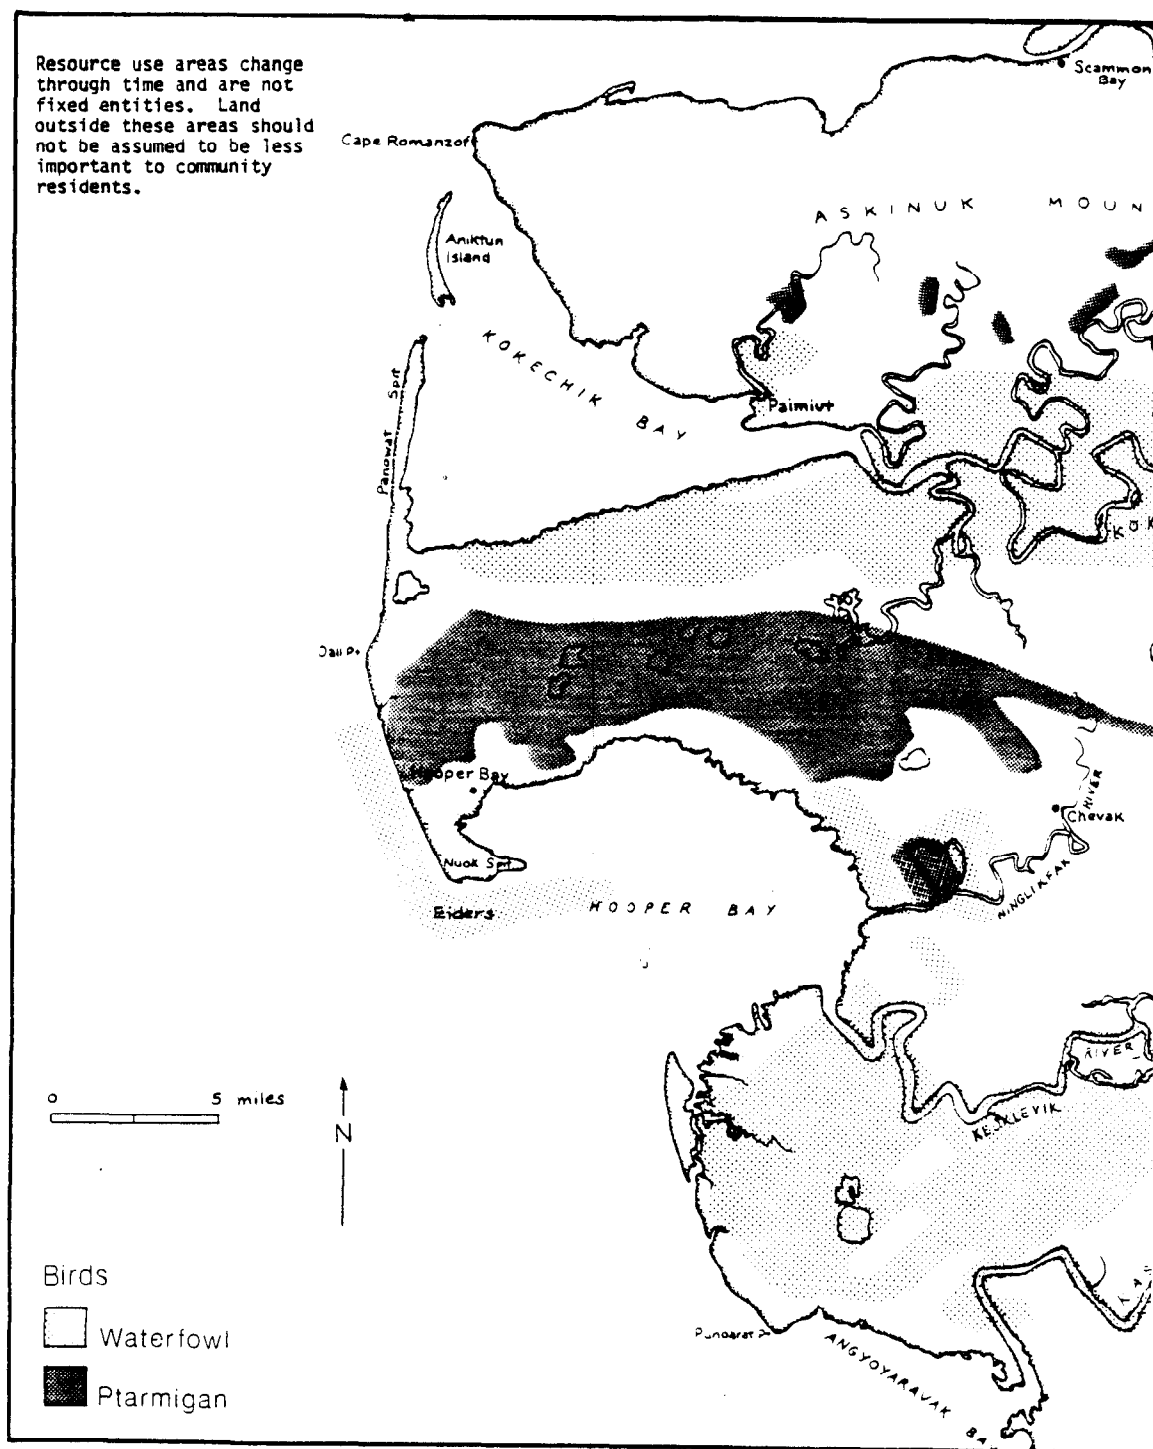 Resource use areas change
through time and are not
fixed entities. Land
outside these areas should
not be assumed to be less
important to community
residents.
Scammon
Bay
Cape Romanzof
ASKINUK MOUN
Aniktun
Island
KOKECHIK BAY
Panowat Spit
Paimiut
KOK
Dall Pt
Hooper Bay
Chevak
Nuok Spit
NINGLIKFAK RIVER
Eiders
HOOPER BAY
RIVER
0 5 miles
N
Birds
Waterfowl
Ptarmigan
ANGYOYARAVAK BA